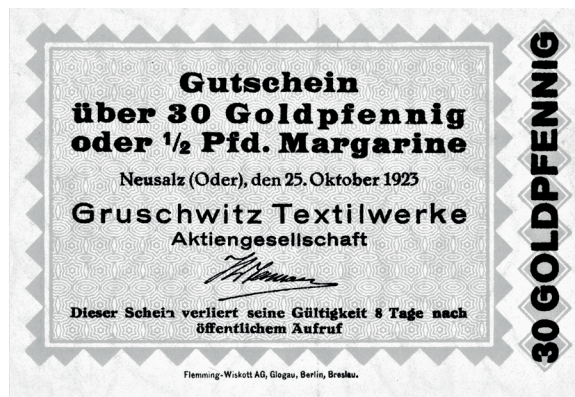 Gutschein
über 30 Goldpfennig
oder ½ Pfd. Margarine
Neusalz (Oder), den 25. Oktober 1923
Gruschwitz Textilwerke
Aktiengesellschaft
Dieser Schein verliert seine Gültigkeit 8 Tage nach
öffentlichem Aufruf
30 GOLDPFENNIG
Flemming-Wiskott AG, Glogau, Berlin, Breslau.